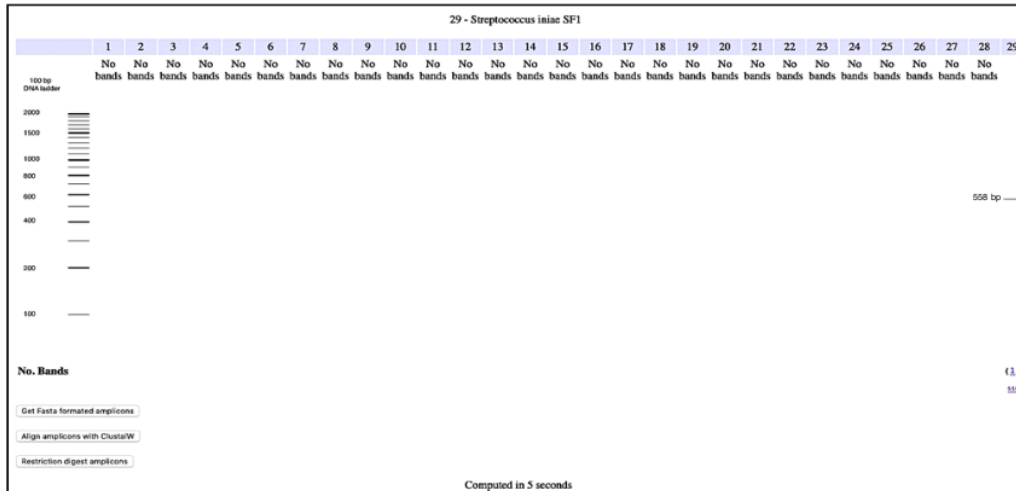 29 - Streptococcus iniae SF1
1 2 3 4 5 6 7 8 9 10 11 12 13 14 15 16 17 18 19 20 21 22 23 24 25 26 27 28 29
No No No No No No No No No No No No No No No No No No No No No No No No No No No No
bands bands bands bands bands bands bands bands bands bands bands bands bands bands bands bands bands bands bands bands bands bands bands bands bands bands bands bands
100 bp
DNA ladder
2000
1500
1000
800
600
558 bp
400
200
100
No. Bands
(1
Get Fasta formated amplicons
Align amplicons with ClustalW
Restriction digest amplicons
Computed in 5 seconds